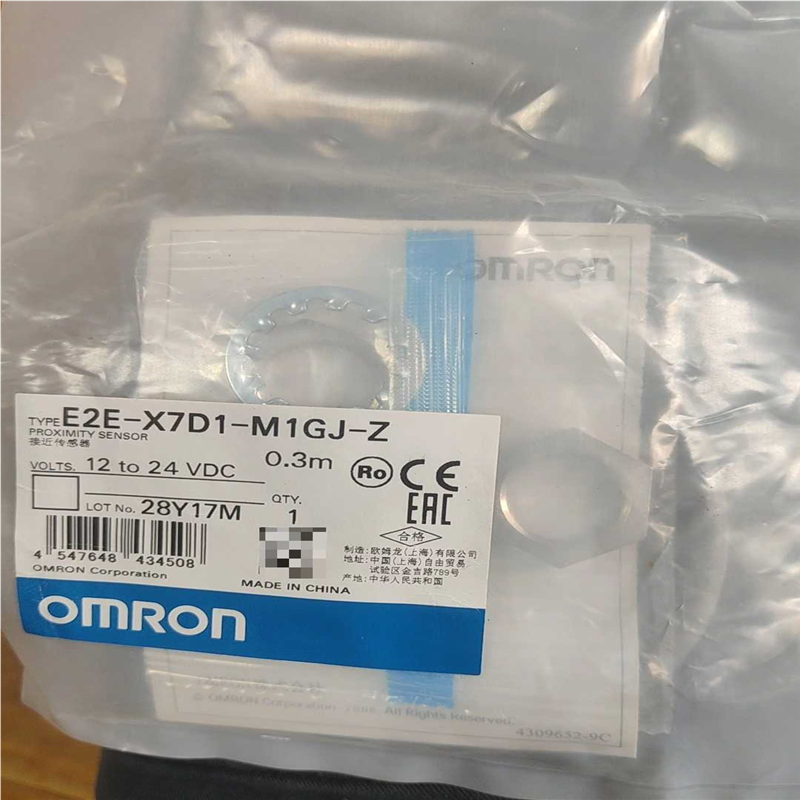 omron
TYPE E2E-X7D1-M1GJ-Z
PROXIMITY SENSOR
接近传感器
0.3m
VOLTS. 12 to 24 VDC
Ro CE
EAC
LOT No. 28Y17M
QTY.
1
合格
4 547648 434508
OMRON Corporation
制造: 欧姆龙(上海)有限公司
地址: 中国(上海)自由贸易
试验区金吉路789号
产地: 中华人民共和国
MADE IN CHINA
OMRON
© OMRON Corporation All Rights Reserved.
4309652-9C